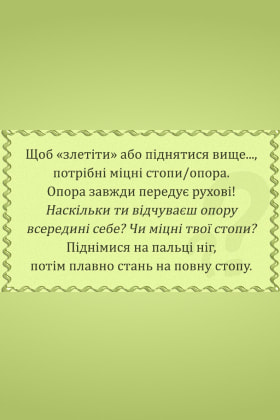 Щоб «злетіти» або піднятися вище...,
потрібні міцні стопи/опора.
Опора завжди передує рухові!
Наскільки ти відчуваєш опору
всередині себе? Чи міцні твої стопи?
Піднімися на пальці ніг,
потім плавно стань на повну стопу.